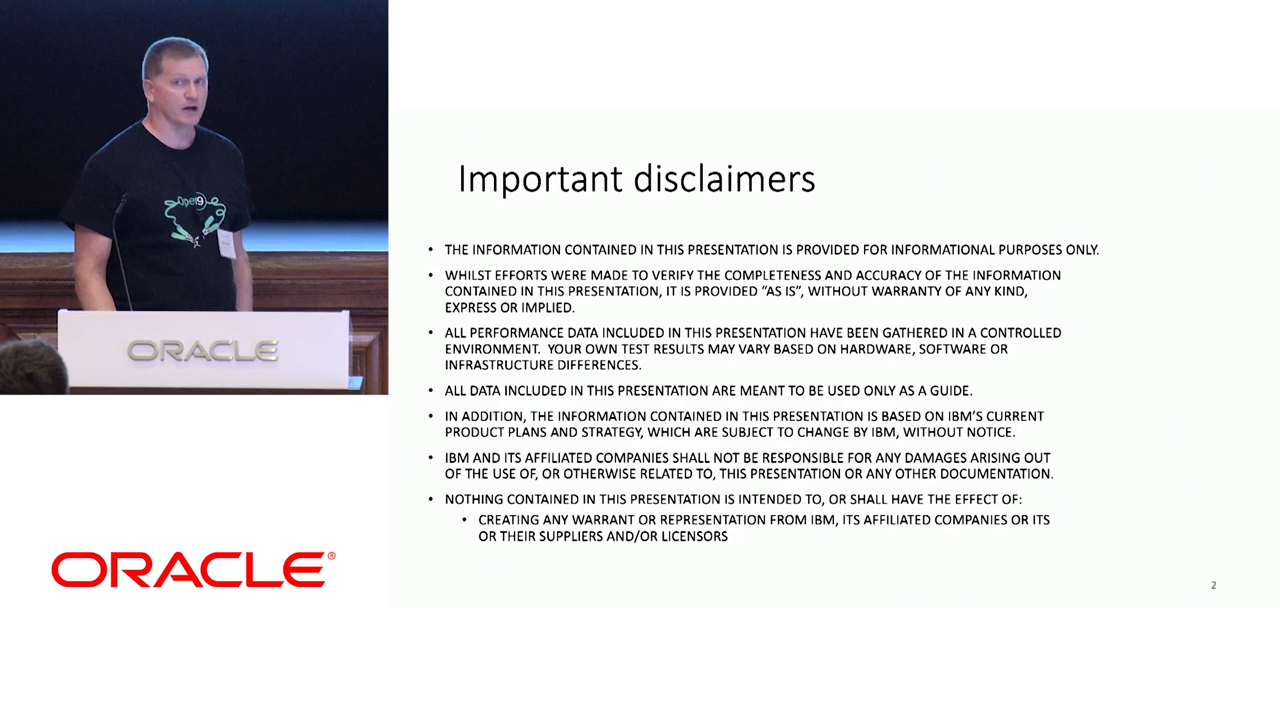 OpenJ9
ORACLE
ORACLE®
Important disclaimers
• THE INFORMATION CONTAINED IN THIS PRESENTATION IS PROVIDED FOR INFORMATIONAL PURPOSES ONLY.
• WHILST EFFORTS WERE MADE TO VERIFY THE COMPLETENESS AND ACCURACY OF THE INFORMATION
CONTAINED IN THIS PRESENTATION, IT IS PROVIDED “AS IS”, WITHOUT WARRANTY OF ANY KIND,
EXPRESS OR IMPLIED.
• ALL PERFORMANCE DATA INCLUDED IN THIS PRESENTATION HAVE BEEN GATHERED IN A CONTROLLED
ENVIRONMENT. YOUR OWN TEST RESULTS MAY VARY BASED ON HARDWARE, SOFTWARE OR
INFRASTRUCTURE DIFFERENCES.
• ALL DATA INCLUDED IN THIS PRESENTATION ARE MEANT TO BE USED ONLY AS A GUIDE.
• IN ADDITION, THE INFORMATION CONTAINED IN THIS PRESENTATION IS BASED ON IBM’S CURRENT
PRODUCT PLANS AND STRATEGY, WHICH ARE SUBJECT TO CHANGE BY IBM, WITHOUT NOTICE.
• IBM AND ITS AFFILIATED COMPANIES SHALL NOT BE RESPONSIBLE FOR ANY DAMAGES ARISING OUT
OF THE USE OF, OR OTHERWISE RELATED TO, THIS PRESENTATION OR ANY OTHER DOCUMENTATION.
• NOTHING CONTAINED IN THIS PRESENTATION IS INTENDED TO, OR SHALL HAVE THE EFFECT OF:
• CREATING ANY WARRANT OR REPRESENTATION FROM IBM, ITS AFFILIATED COMPANIES OR ITS
OR THEIR SUPPLIERS AND/OR LICENSORS
2